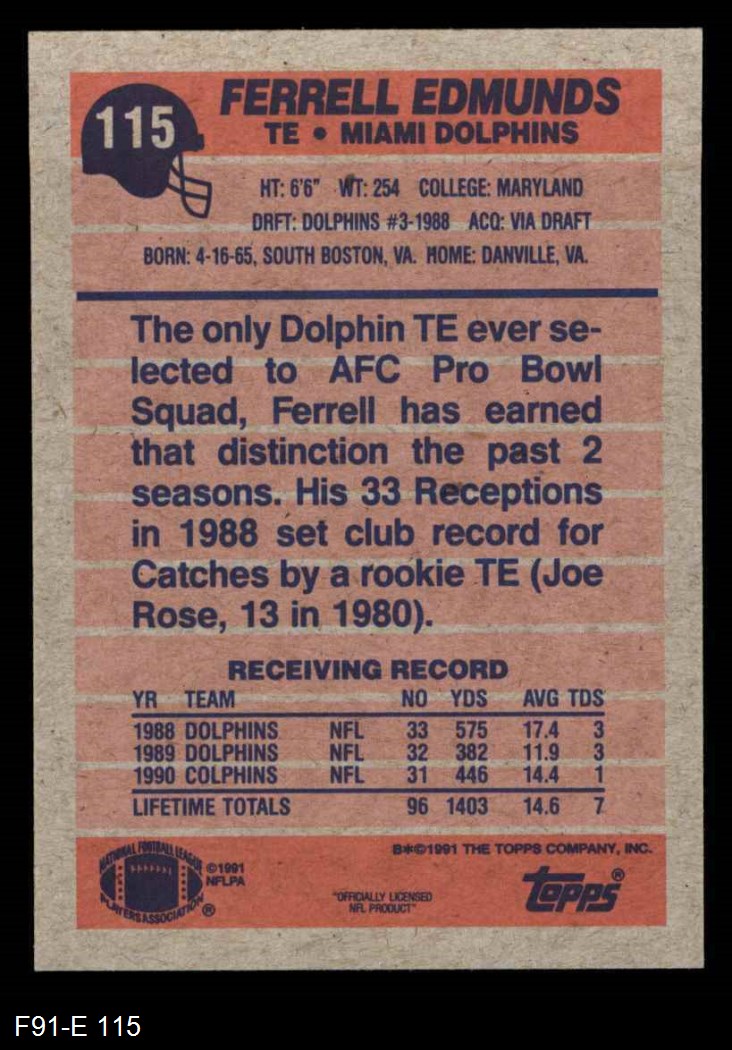 115
FERRELL EDMUNDS
TE • MIAMI DOLPHINS
HT: 6'6" WT: 254 COLLEGE: MARYLAND
DRFT: DOLPHINS #3-1988 ACQ: VIA DRAFT
BORN: 4-16-65, SOUTH BOSTON, VA. HOME: DANVILLE, VA.
The only Dolphin TE ever se-
lected to AFC Pro Bowl
Squad, Ferrell has earned
that distinction the past 2
seasons. His 33 Receptions
in 1988 set club record for
Catches by a rookie TE (Joe
Rose, 13 in 1980).
RECEIVING RECORD
YR TEAM NO YDS AVG TDS
1988 DOLPHINS NFL 33 575 17.4 3
1989 DOLPHINS NFL 32 382 11.9 3
1990 COLPHINS NFL 31 446 14.4 1
LIFETIME TOTALS 96 1403 14.6 7
NATIONAL FOOTBALL LEAGUE
PLAYERS ASSOCIATION ®
©1991
NFLPA
"OFFICIALLY LICENSED
NFL PRODUCT"
B*©1991 THE TOPPS COMPANY, INC.
topps®
F91-E 115